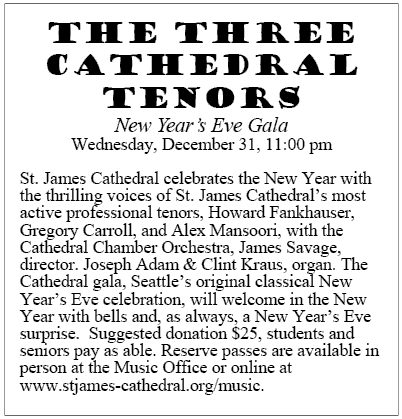 THE THREE
CATHEDRAL
TENORS
New Year's Eve Gala
Wednesday, December 31, 11:00 pm
St. James Cathedral celebrates the New Year with
the thrilling voices of St. James Cathedral's most
active professional tenors, Howard Fankhauser,
Gregory Carroll, and Alex Mansoori, with the
Cathedral Chamber Orchestra, James Savage,
director. Joseph Adam & Clint Kraus, organ. The
Cathedral gala, Seattle's original classical New
Year's Eve celebration, will welcome in the New
Year with bells and, as always, a New Year's Eve
surprise.  Suggested donation $25, students and
seniors pay as able. Reserve passes are available in
person at the Music Office or online at
www.stjames-cathedral.org/music.